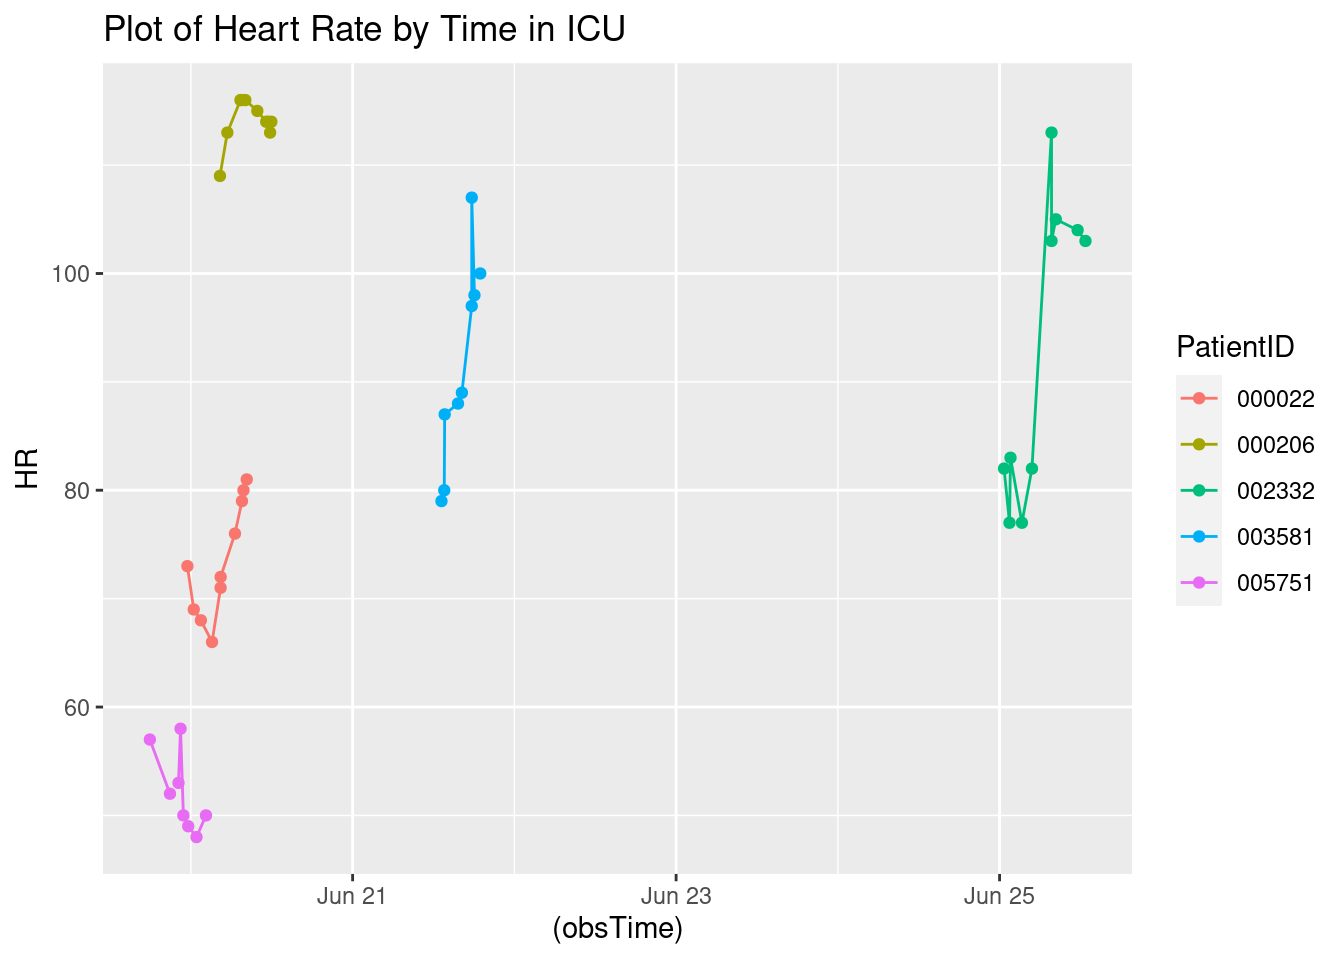 Plot of Heart Rate by Time in ICU
HR
100
80
60
Jun 21
Jun 23
Jun 25
(obsTime)
PatientID
000022
000206
002332
003581
005751